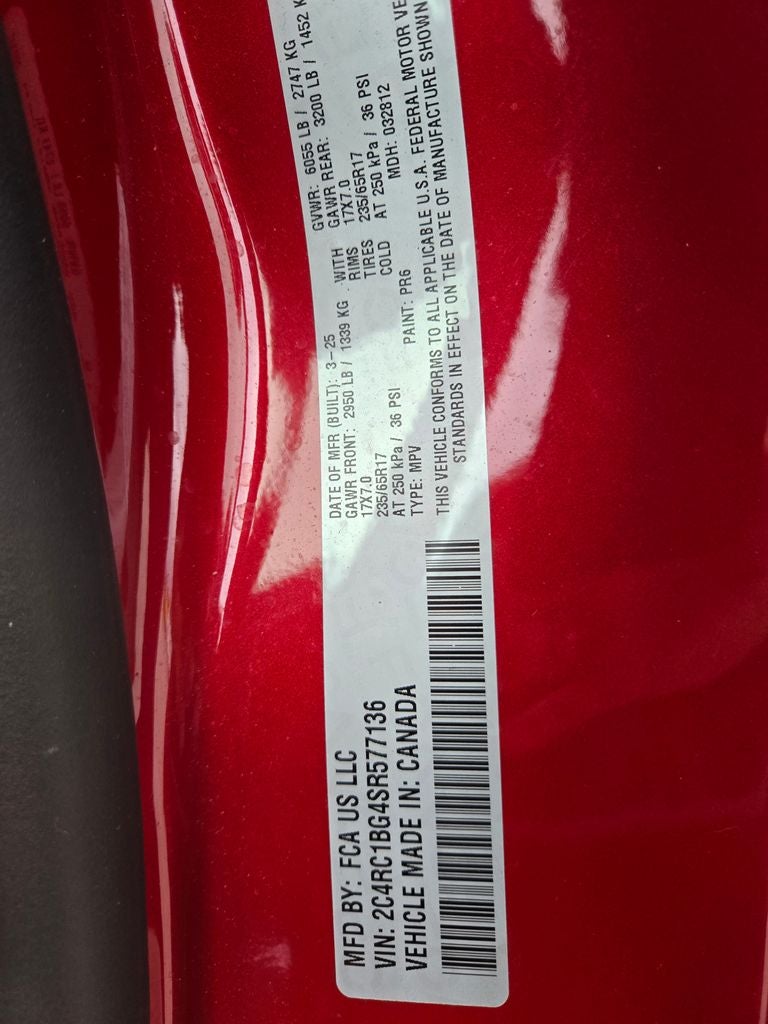 MFD BY: FCA US LLC
VIN: 2C4RC1BG4SR577136
VEHICLE MADE IN: CANADA
DATE OF MFR (BUILT): 3-25
GVWR: 6055 LB / 2747 KG
GAWR FRONT: 2950 LB / 1339 KG WITH GAWR REAR: 3200 LB / 1452 K
17X7.0 RIMS 17X7.0
235/65R17 TIRES 235/65R17
AT 250 kPa / 36 PSI COLD AT 250 kPa / 36 PSI
TYPE: MPV PAINT: PR6 MDH: 032812
THIS VEHICLE CONFORMS TO ALL APPLICABLE U.S.A. FEDERAL MOTOR VE
STANDARDS IN EFFECT ON THE DATE OF MANUFACTURE SHOWN